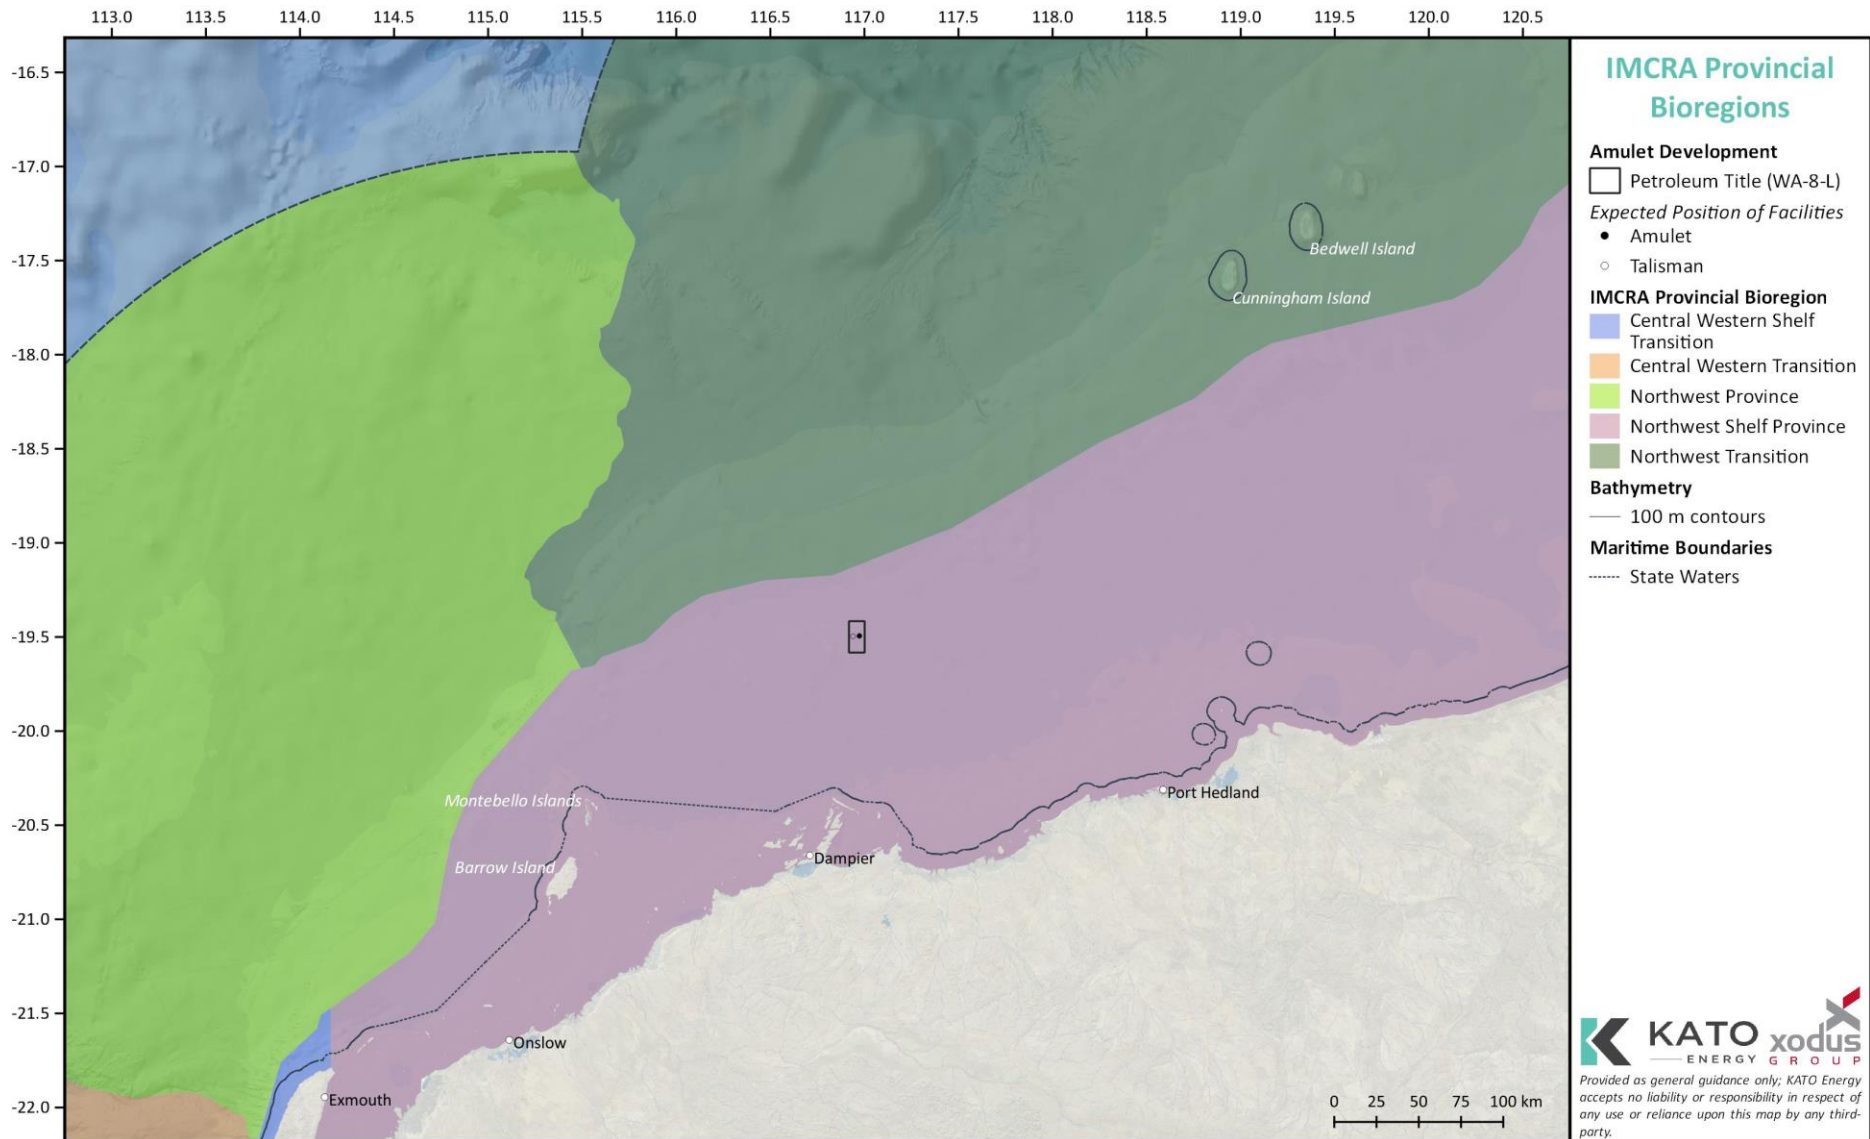 113.0 113.5 114.0 114.5 115.0 115.5 116.0 116.5 117.0 117.5 118.0 118.5 119.0 119.5 120.0 120.5
-16.5
-17.0
-17.5
-18.0
-18.5
-19.0
-19.5
-20.0
-20.5
-21.0
-21.5
-22.0
Bedwell Island
Cunningham Island
Montebello Islands
Port Hedland
Dampier
Barrow Island
Onslow
Exmouth
0 25 50 75 100 km
IMCRA Provincial
Bioregions
Amulet Development
Petroleum Title (WA-8-L)
Expected Position of Facilities
Amulet
Talisman
IMCRA Provincial Bioregion
Central Western Shelf
Transition
Central Western Transition
Northwest Province
Northwest Shelf Province
Northwest Transition
Bathymetry
100 m contours
Maritime Boundaries
State Waters
KATO
ENERGY
xodus
GROUP
Provided as general guidance only; KATO Energy
accepts no liability or responsibility in respect of
any use or reliance upon this map by any third-
party.